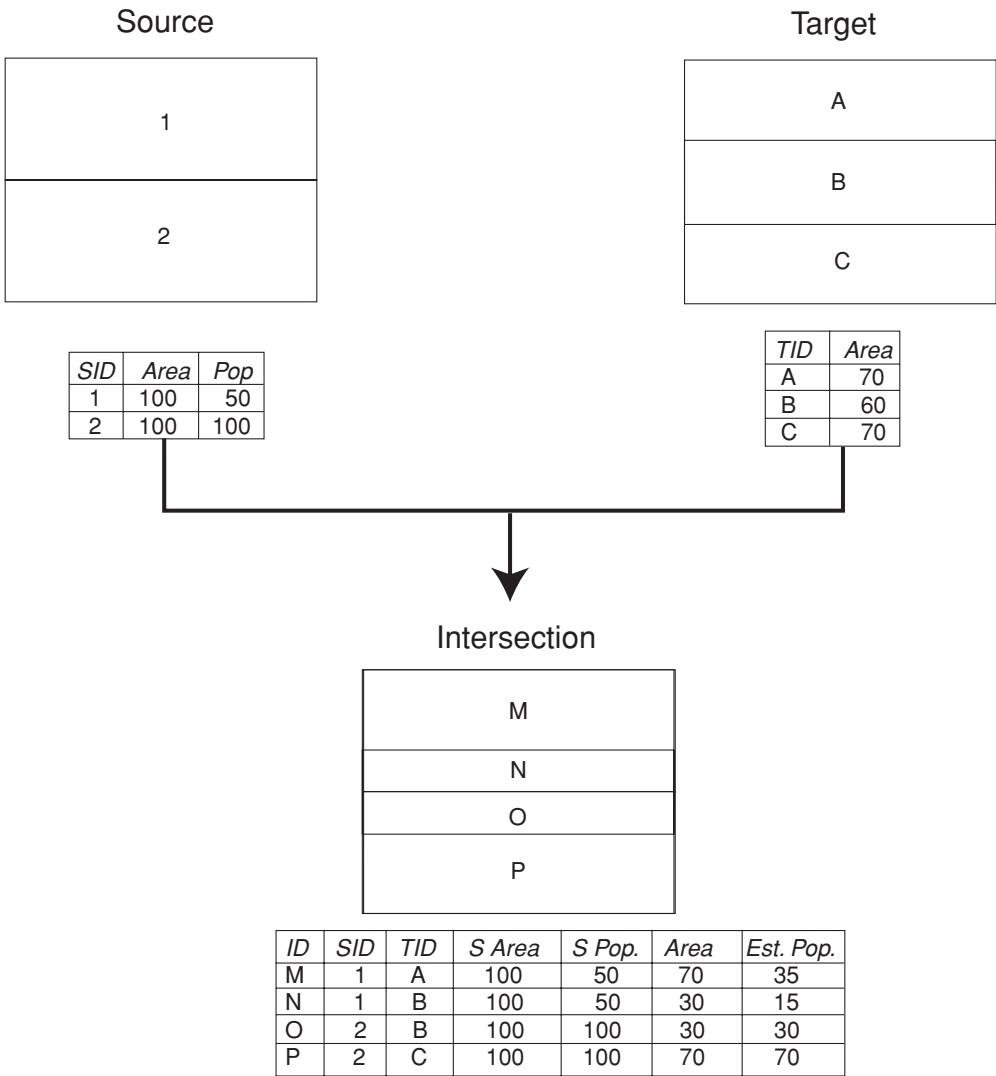 Source
Target
1
2
A
B
C
SID Area Pop
1 100 50
2 100 100
TID Area
A 70
B 60
C 70
Intersection
M
N
O
P
ID SID TID S Area S Pop. Area Est. Pop.
M 1 A 100 50 70 35
N 1 B 100 50 30 15
O 2 B 100 100 30 30
P 2 C 100 100 70 70